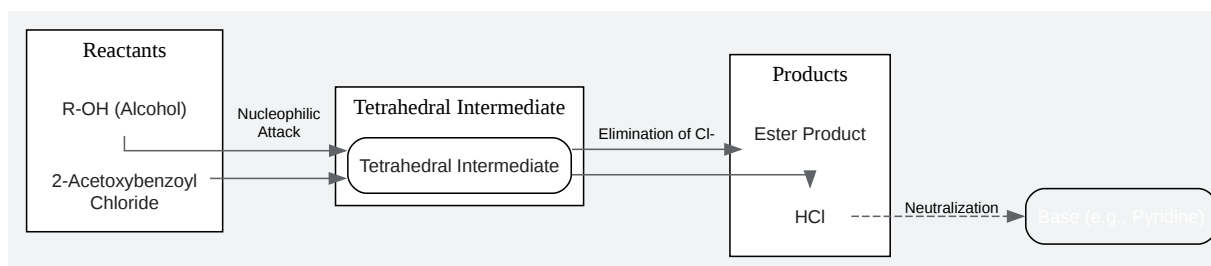 Reactants
R-OH (Alcohol)
2-Acetoxybenzoyl
Chloride
Nucleophilic
Attack
Tetrahedral Intermediate
Tetrahedral Intermediate
Elimination of Cl-
Products
Ester Product
HCl
Neutralization
Base (e.g., Pyridine)